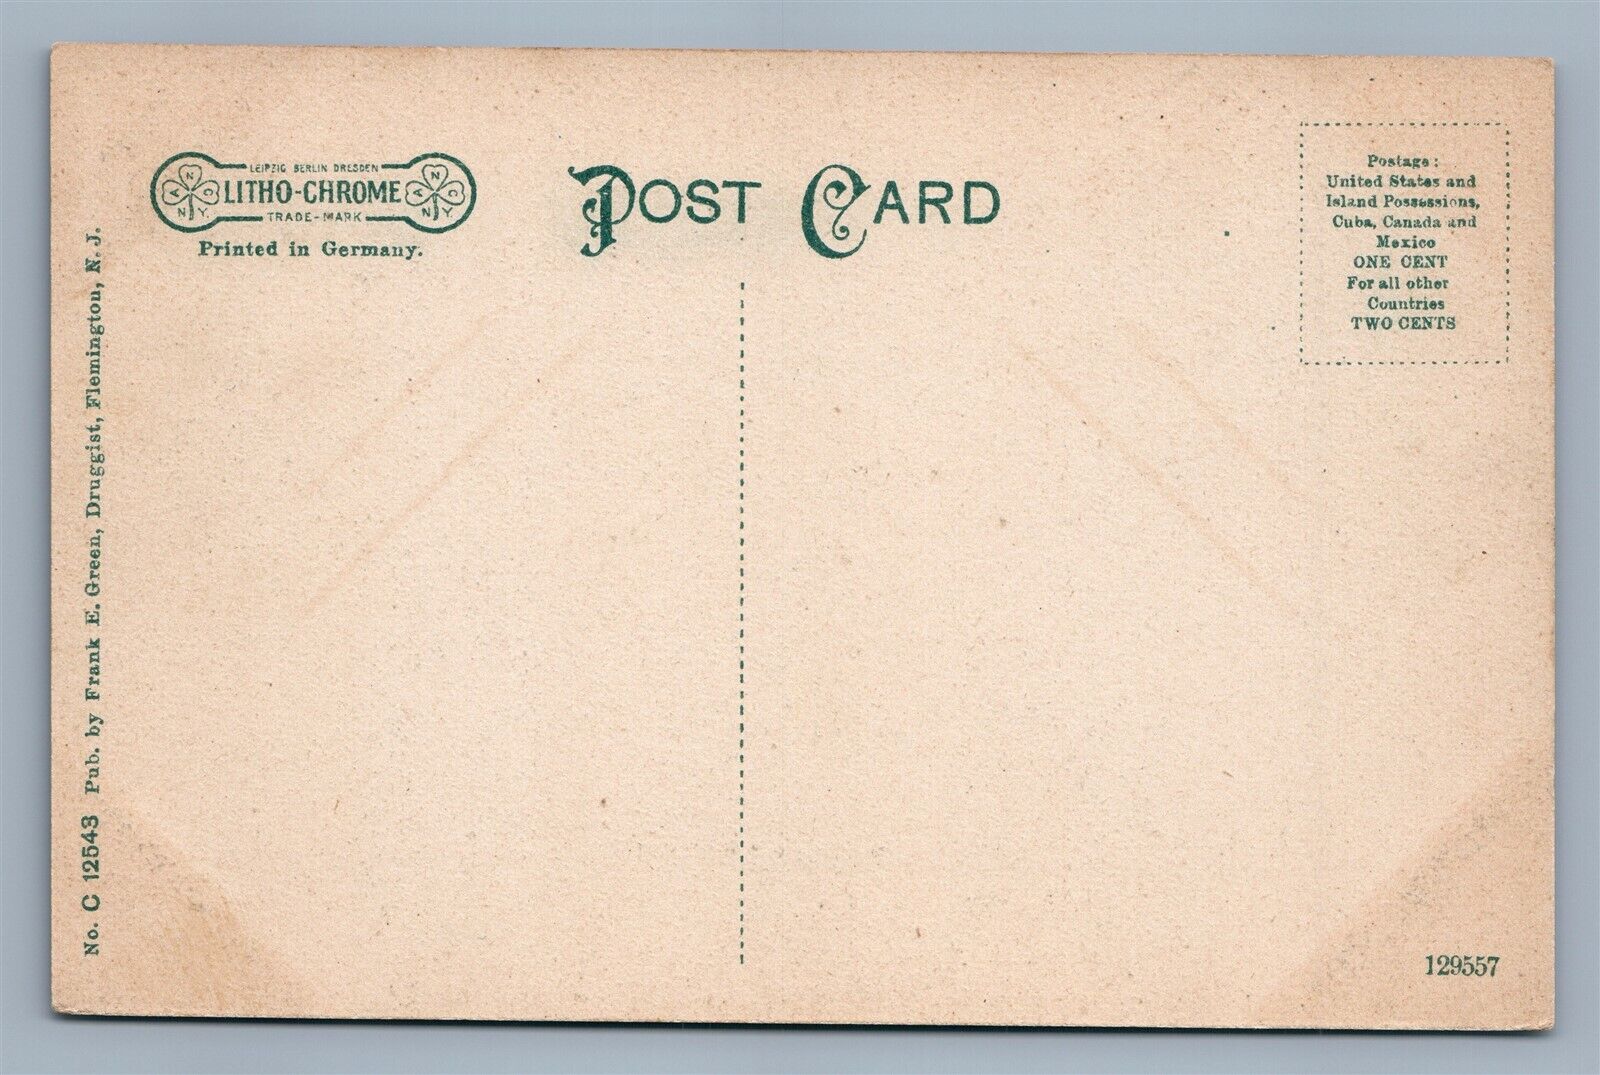 LEIPZIG BERLIN DRESDEN
A N C N.Y. LITHO-CHROME A N C N.Y.
TRADE-MARK
Printed in Germany.
POST CARD
Postage:
United States and
Island Possessions,
Cuba, Canada and
Mexico
ONE CENT
For all other
Countries
TWO CENTS
No. C 12543 Pub. by Frank E. Green, Druggist, Flemington, N. J.
129557